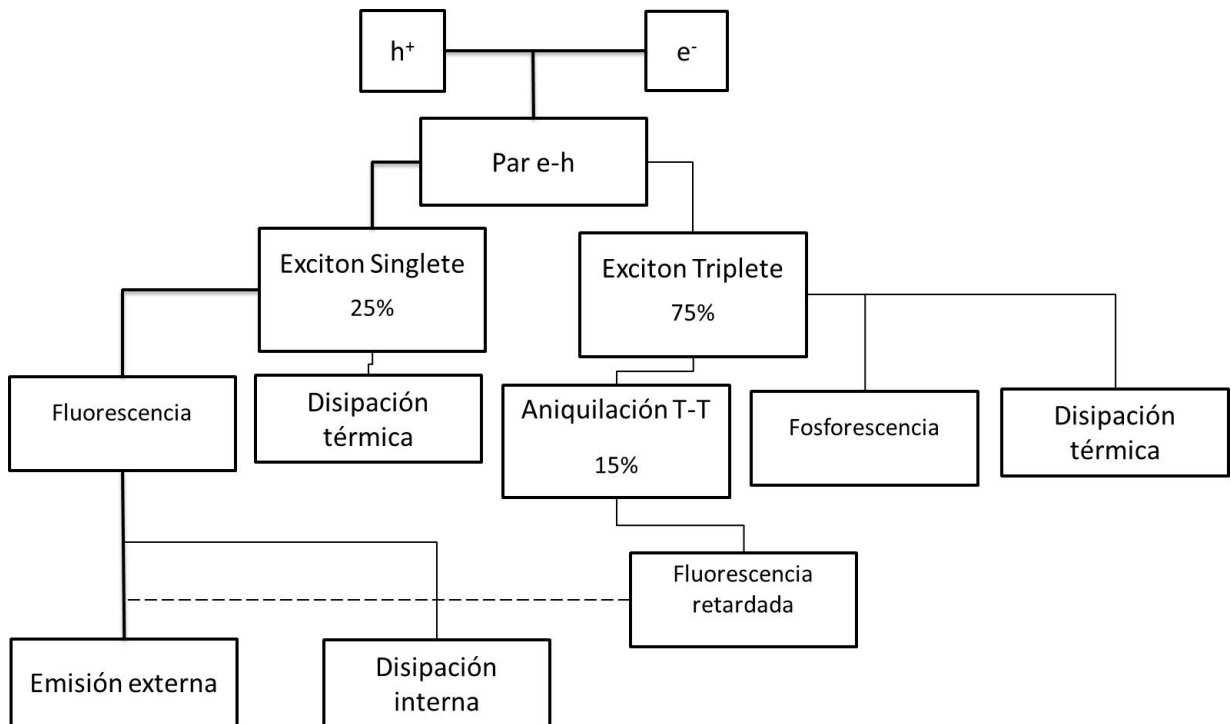 h⁺
e⁻
Par e-h
Exciton Singlete
25%
Exciton Triplete
75%
Fluorescencia
Disipación
térmica
Aniquilación T-T
15%
Fosforescencia
Disipación
térmica
Fluorescencia
retardada
Emisión externa
Disipación
interna